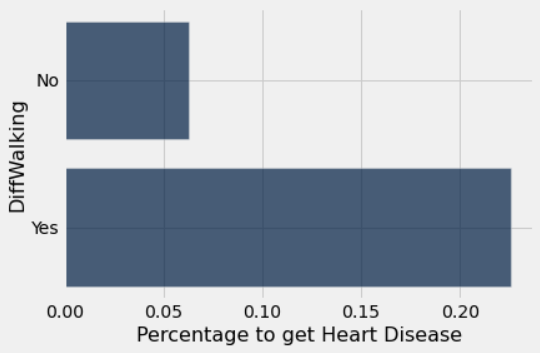 No
DiffWalking
Yes
0.00 0.05 0.10 0.15 0.20
Percentage to get Heart Disease